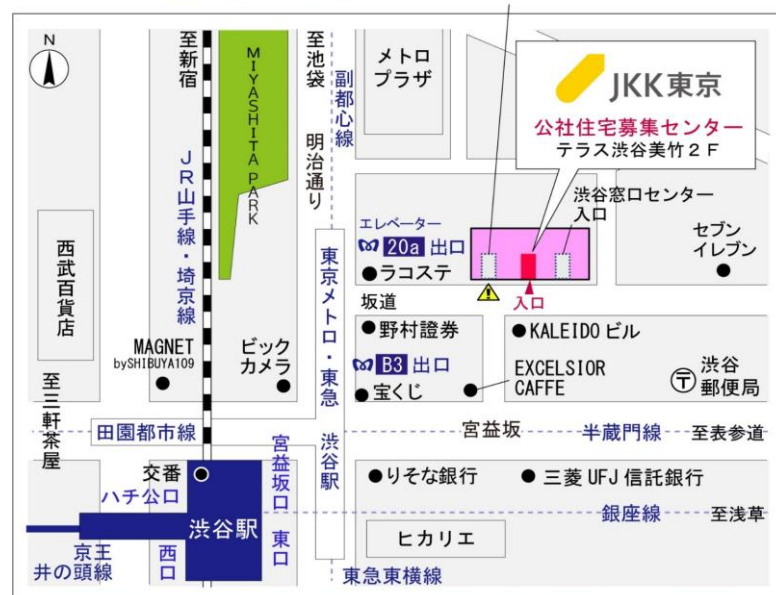 N
至新宿
MIYASHITA PARK
至池袋
副都心線
明治通り
メトロ
プラザ
JKK東京
公社住宅募集センター
テラス渋谷美竹2F
JR山手線・埼京線
西武百貨店
エレベーター
20a 出口
ラコステ
渋谷窓口センター
入口
セブン
イレブン
東京メトロ・東急
渋谷駅
坂道
入口
MAGNET
bySHIBUYA109
ビック
カメラ
野村證券
KALEIDO ビル
B3 出口
宝くじ
EXCELSIOR
CAFFE
渋谷
郵便局
至三軒茶屋
田園都市線
宮益坂
半蔵門線
至表参道
交番
ハチ公口
宮益坂口
りそな銀行
三菱UFJ信託銀行
渋谷駅
銀座線
至浅草
京王
井の頭線
西口
東口
ヒカリエ
東急東横線